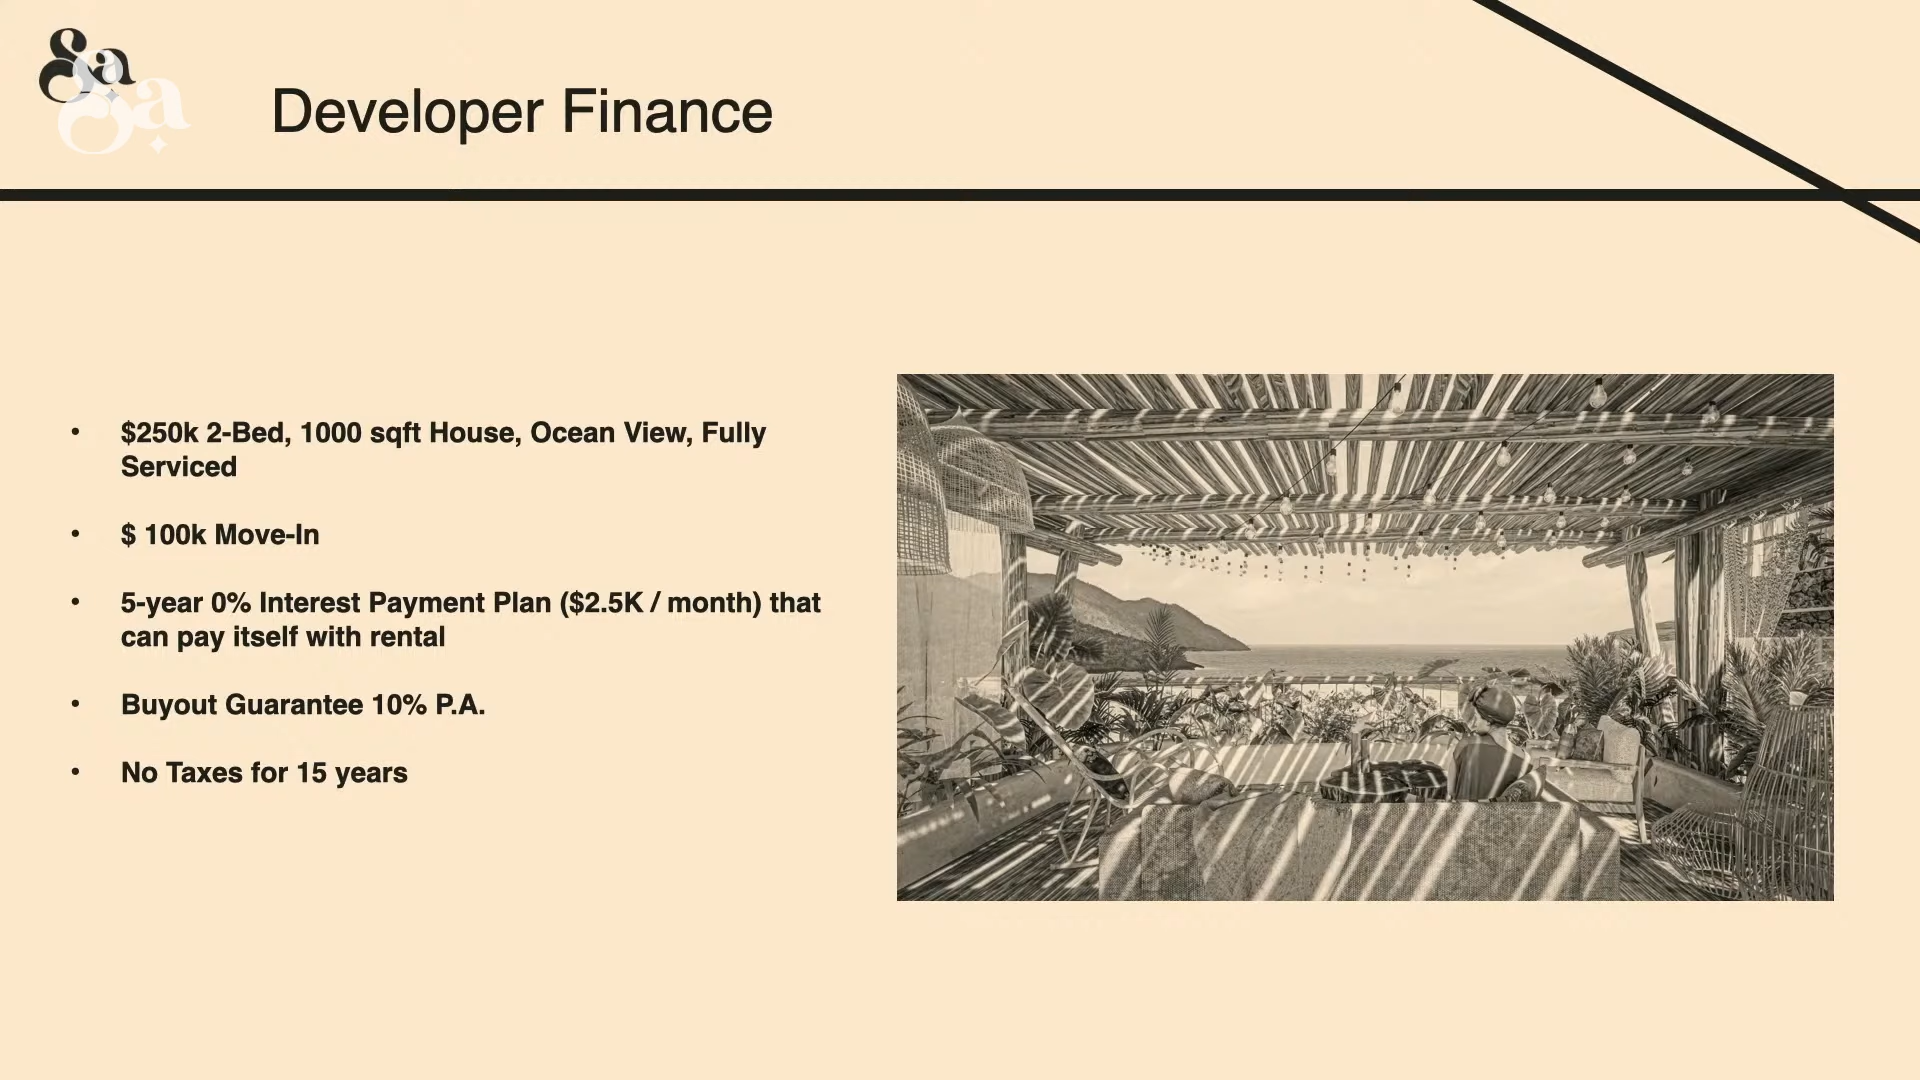 &a
&a
Developer Finance
• $250k 2-Bed, 1000 sqft House, Ocean View, Fully
Serviced
• $ 100k Move-In
• 5-year 0% Interest Payment Plan ($2.5K / month) that
can pay itself with rental
• Buyout Guarantee 10% P.A.
• No Taxes for 15 years